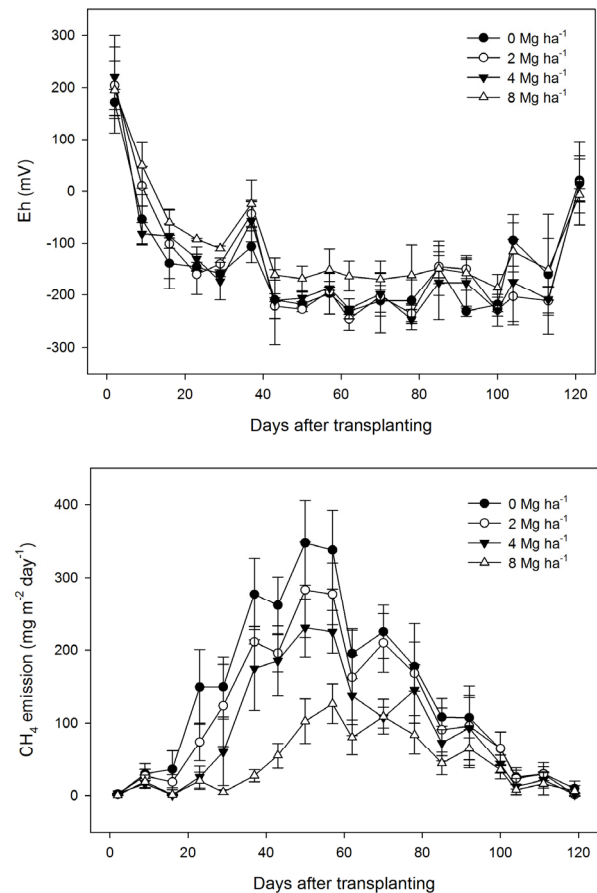 300
200
100
0
-100
-200
-300
Eh (mV)
0 Mg ha⁻¹
2 Mg ha⁻¹
4 Mg ha⁻¹
8 Mg ha⁻¹
0 20 40 60 80 100 120
Days after transplanting
400
300
200
100
0
CH₄ emission (mg m⁻² day⁻¹)
0 Mg ha⁻¹
2 Mg ha⁻¹
4 Mg ha⁻¹
8 Mg ha⁻¹
0 20 40 60 80 100 120
Days after transplanting